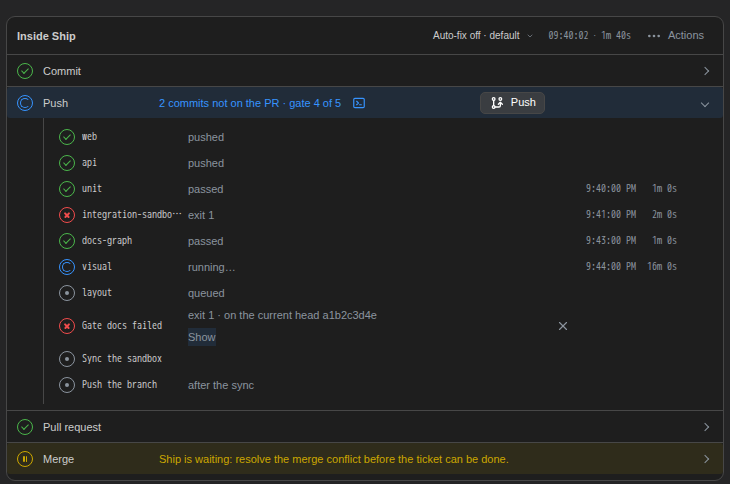 Inside Ship
Auto-fix off · default
09:40:02 · 1m 40s
Actions
Commit
Push
2 commits not on the PR · gate 4 of 5
Push
web pushed
api pushed
unit passed 9:40:00 PM 1m 0s
integration-sandbo… exit 1 9:41:00 PM 2m 0s
docs-graph passed 9:43:00 PM 1m 0s
visual running… 9:44:00 PM 16m 0s
layout queued
Gate docs failed exit 1 · on the current head a1b2c3d4e
Show
Sync the sandbox
Push the branch after the sync
Pull request
Merge Ship is waiting: resolve the merge conflict before the ticket can be done.